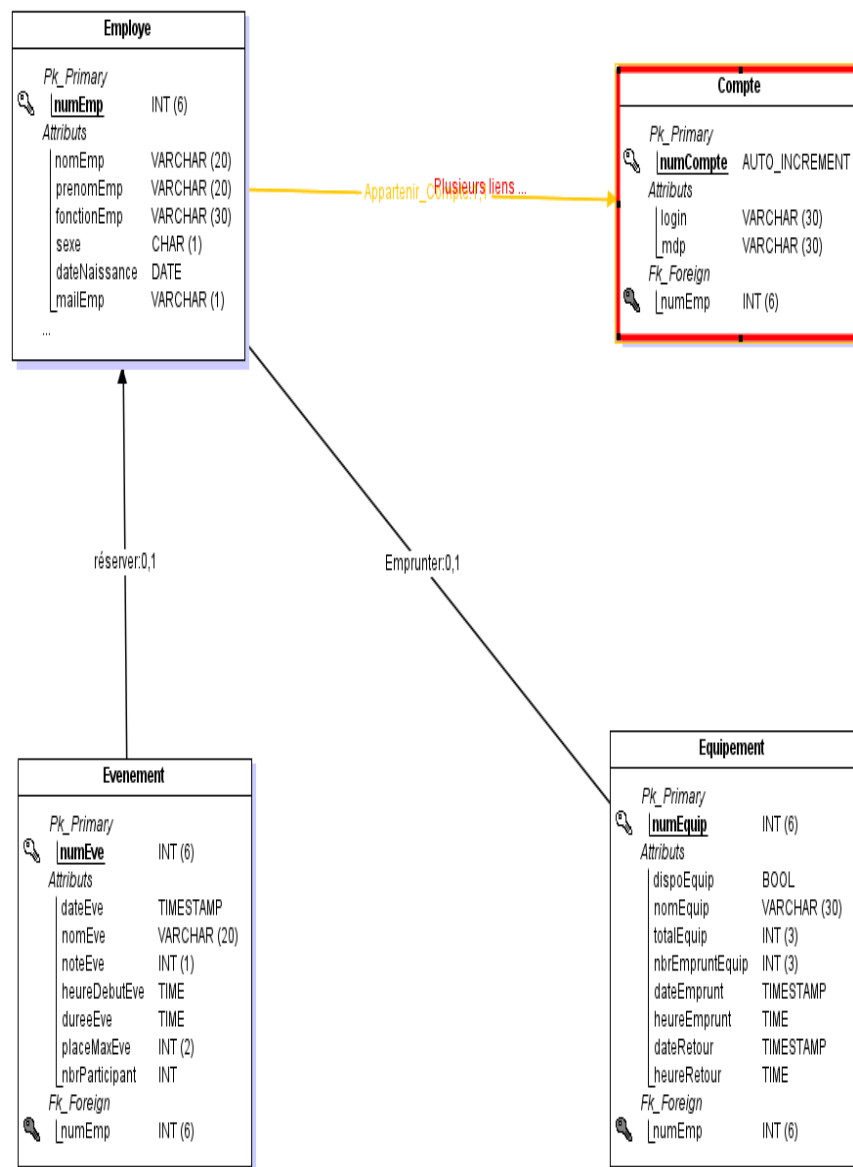 Employe
Pk_Primary
numEmp INT (6)
Attributs
nomEmp VARCHAR (20)
prenomEmp VARCHAR (20)
fonctionEmp VARCHAR (30)
sexe CHAR (1)
dateNaissance DATE
mailEmp VARCHAR (1)
...
Appartenir_Compte
Plusieurs liens ...
Compte
Pk_Primary
numCompte AUTO_INCREMENT
Attributs
login VARCHAR (30)
mdp VARCHAR (30)
Fk_Foreign
numEmp INT (6)
réserver:0,1
Emprunter:0,1
Evenement
Pk_Primary
numEve INT (6)
Attributs
dateEve TIMESTAMP
nomEve VARCHAR (20)
noteEve INT (1)
heureDebutEve TIME
dureeEve TIME
placeMaxEve INT (2)
nbrParticipant INT
Fk_Foreign
numEmp INT (6)
Equipement
Pk_Primary
numEquip INT (6)
Attributs
dispoEquip BOOL
nomEquip VARCHAR (30)
totalEquip INT (3)
nbrEmpruntEquip INT (3)
dateEmprunt TIMESTAMP
heureEmprunt TIME
dateRetour TIMESTAMP
heureRetour TIME
Fk_Foreign
numEmp INT (6)